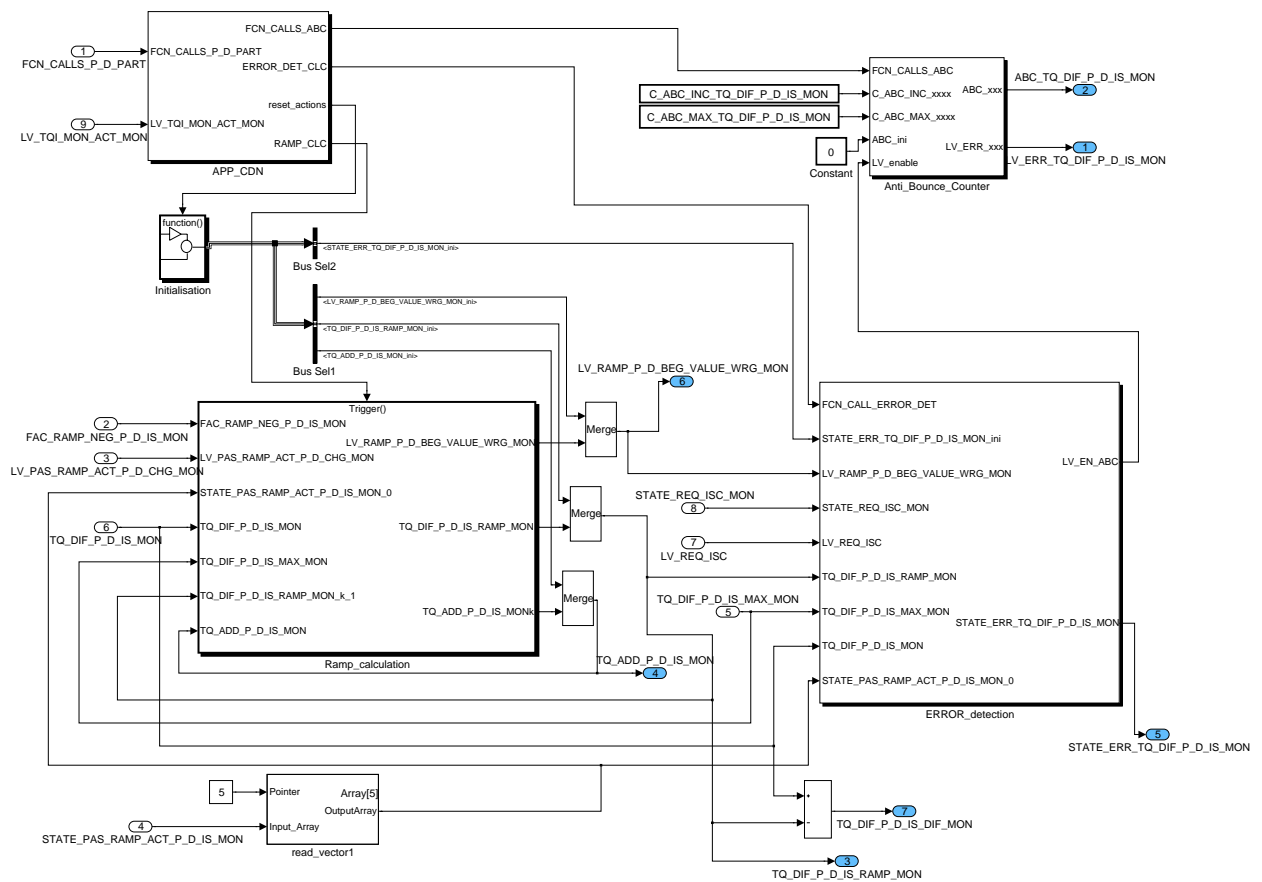 FCN_CALLS_ABC
1
FCN_CALLS_P_D_PART
FCN_CALLS_P_D_PART
ERROR_DET_CLC
reset_actions
9
LV_TQI_MON_ACT_MON
LV_TQI_MON_ACT_MON
RAMP_CLC
APP_CDN
FCN_CALLS_ABC
C_ABC_INC_TQ_DIF_P_D_IS_MON
C_ABC_INC_xxxx
ABC_xxx
ABC_TQ_DIF_P_D_IS_MON
2
C_ABC_MAX_TQ_DIF_P_D_IS_MON
C_ABC_MAX_xxxx
0
Constant
ABC_ini
LV_ERR_xxx
1
LV_ERR_TQ_DIF_P_D_IS_MON
LV_enable
Anti_Bounce_Counter
function()
Initialisation
<STATE_ERR_TQ_DIF_P_D_IS_MON_ini>
Bus Sel2
<LV_RAMP_P_D_BEG_VALUE_WRG_MON_ini>
<TQ_DIF_P_D_IS_RAMP_MON_ini>
<TQ_ADD_P_D_IS_MON_ini>
Bus Sel1
LV_RAMP_P_D_BEG_VALUE_WRG_MON
6
Trigger()
2
FAC_RAMP_NEG_P_D_IS_MON
FAC_RAMP_NEG_P_D_IS_MON
LV_RAMP_P_D_BEG_VALUE_WRG_MON
Merge
3
LV_PAS_RAMP_ACT_P_D_CHG_MON
LV_PAS_RAMP_ACT_P_D_CHG_MON
STATE_PAS_RAMP_ACT_P_D_IS_MON_0
6
TQ_DIF_P_D_IS_MON
TQ_DIF_P_D_IS_MON
TQ_DIF_P_D_IS_RAMP_MON
Merge
TQ_DIF_P_D_IS_MAX_MON
TQ_DIF_P_D_IS_RAMP_MON_k_1
TQ_ADD_P_D_IS_MONk
Merge
TQ_ADD_P_D_IS_MON
Ramp_calculation
TQ_ADD_P_D_IS_MON
4
FCN_CALL_ERROR_DET
STATE_ERR_TQ_DIF_P_D_IS_MON_ini
LV_EN_ABC
LV_RAMP_P_D_BEG_VALUE_WRG_MON
STATE_REQ_ISC_MON
8
STATE_REQ_ISC_MON
7
LV_REQ_ISC
LV_REQ_ISC
TQ_DIF_P_D_IS_RAMP_MON
TQ_DIF_P_D_IS_MAX_MON
5
TQ_DIF_P_D_IS_MAX_MON
STATE_ERR_TQ_DIF_P_D_IS_MON
TQ_DIF_P_D_IS_MON
STATE_PAS_RAMP_ACT_P_D_IS_MON_0
ERROR_detection
5
STATE_ERR_TQ_DIF_P_D_IS_MON
5
Pointer
Array[5]
OutputArray
4
STATE_PAS_RAMP_ACT_P_D_IS_MON
Input_Array
read_vector1
+
−
7
TQ_DIF_P_D_IS_DIF_MON
3
TQ_DIF_P_D_IS_RAMP_MON